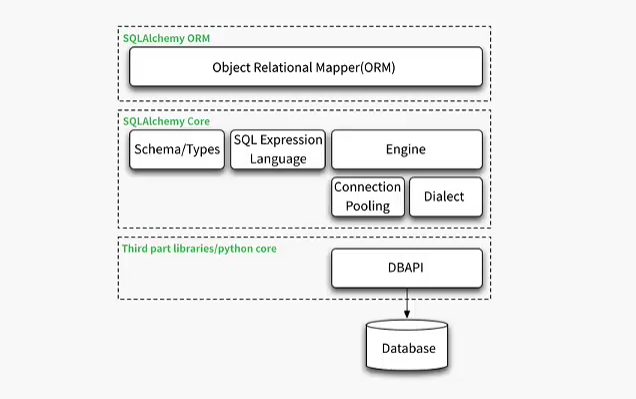 SQLAlchemy ORM
Object Relational Mapper(ORM)
SQLAlchemy Core
Schema/Types
SQL Expression
Language
Engine
Connection
Pooling
Dialect
Third part libraries/python core
DBAPI
Database